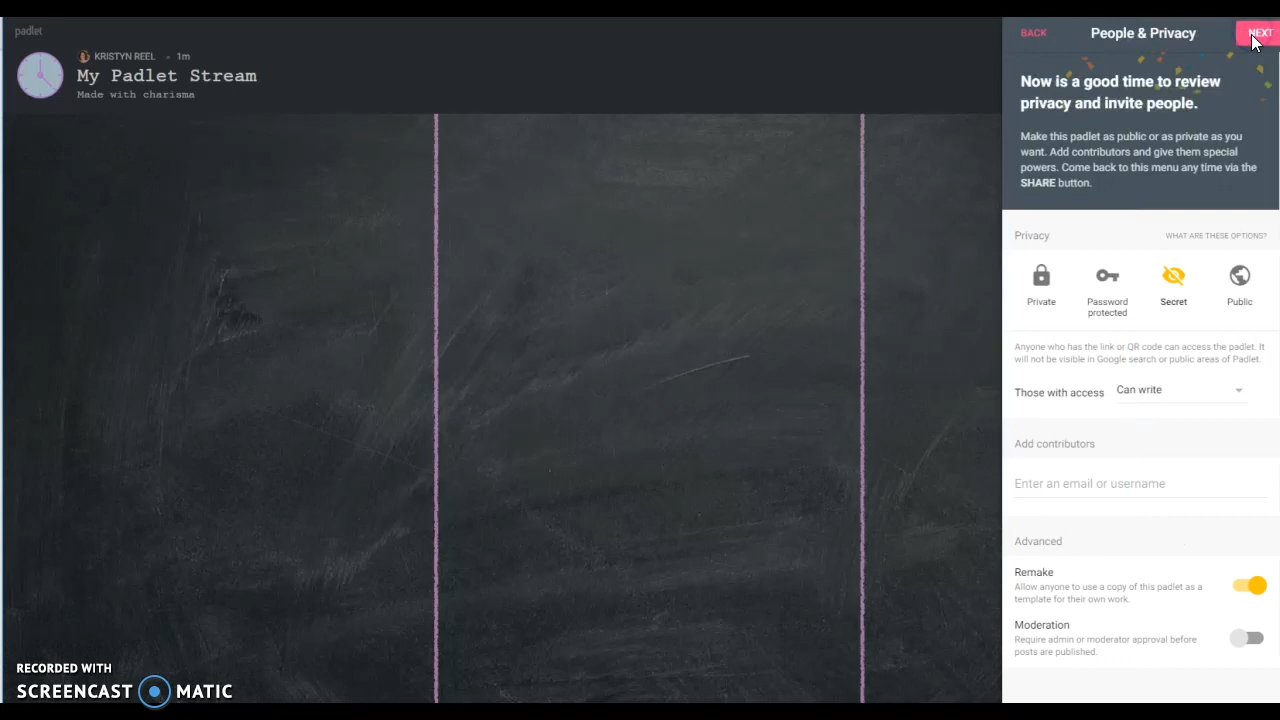 padlet
KRISTYN REEL - 1m
My Padlet Stream
Made with charisma
BACK
People & Privacy
NEXT
Now is a good time to review
privacy and invite people.
Make this padlet as public or as private as you
want. Add contributors and give them special
powers. Come back to this menu any time via the
SHARE button.
Privacy
WHAT ARE THESE OPTIONS?
Private
Password
protected
Secret
Public
Anyone who has the link or QR code can access the padlet. It
will not be visible in Google search or public areas of Padlet.
Those with access
Can write
Add contributors
Enter an email or username
Advanced
Remake
Allow anyone to use a copy of this padlet as a
template for their own work.
Moderation
Require admin or moderator approval before
posts are published.
RECORDED WITH
SCREENCAST MATIC